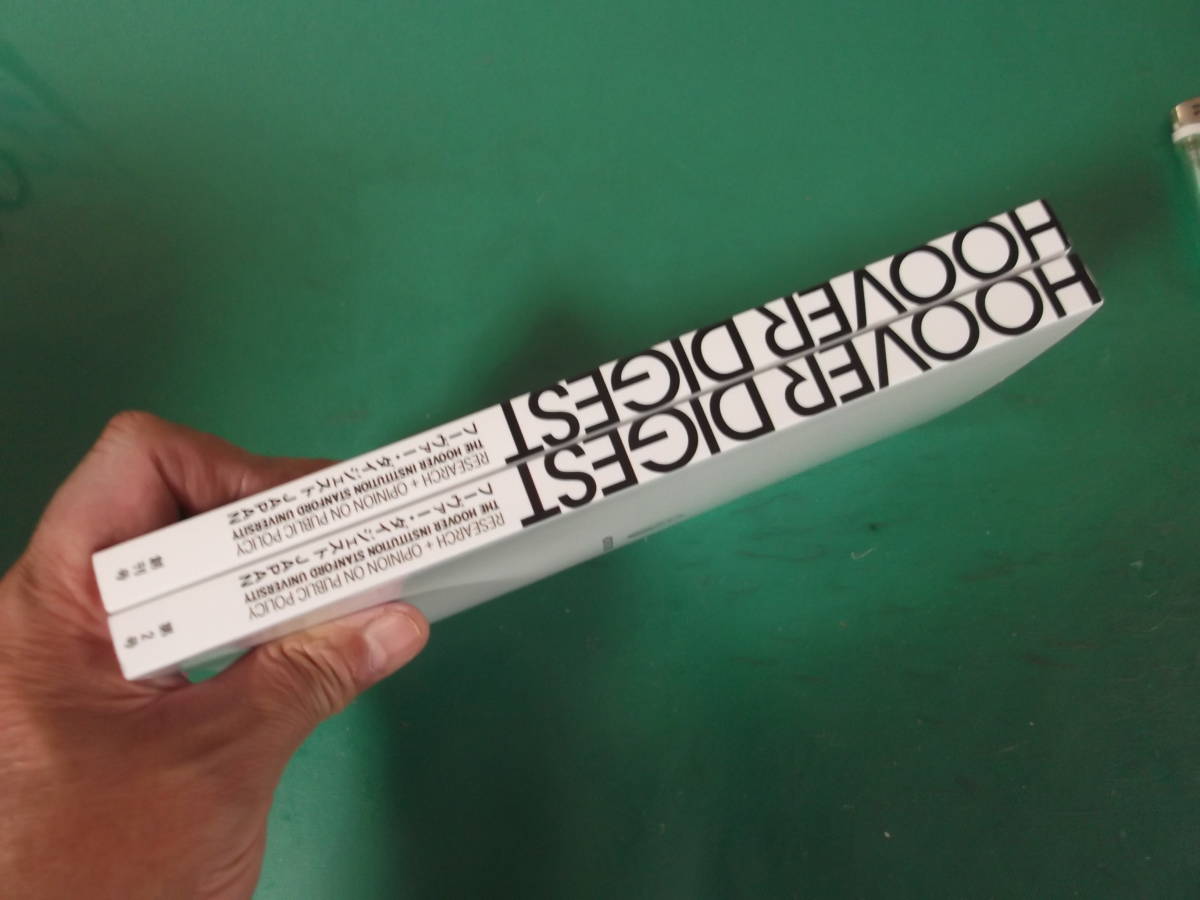 HOOVER DIGEST
RESEARCH + OPINION ON PUBLIC POLICY
THE HOOVER INSTITUTION STANFORD UNIVERSITY
フーヴァー・ダイジェスト JAPAN
第2号
HOOVER DIGEST
RESEARCH + OPINION ON PUBLIC POLICY
THE HOOVER INSTITUTION STANFORD UNIVERSITY
フーヴァー・ダイジェスト JAPAN
創刊号